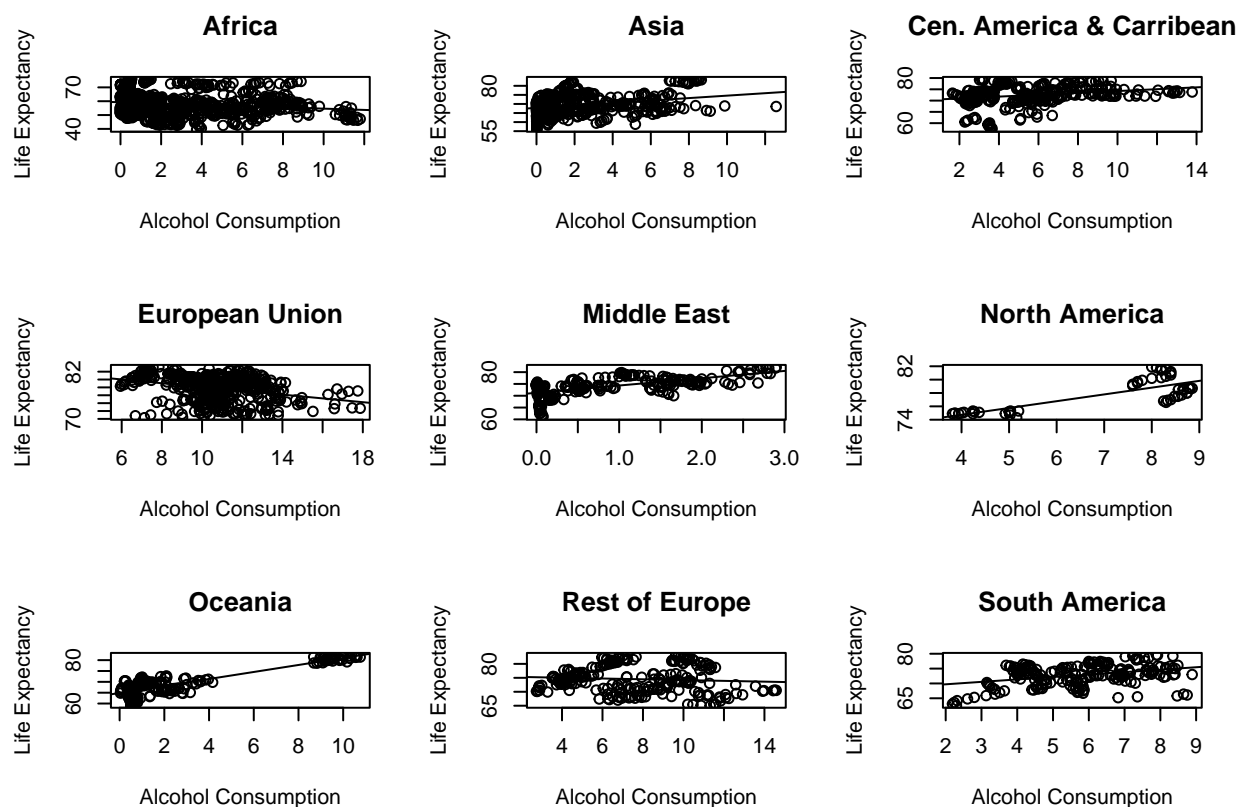 Africa
Life Expectancy
40 70
0 2 4 6 8 10
Alcohol Consumption
Asia
Life Expectancy
55 80
0 2 4 6 8 10
Alcohol Consumption
Cen. America & Carribean
Life Expectancy
60 80
2 4 6 8 10 14
Alcohol Consumption
European Union
Life Expectancy
70 82
6 8 10 14 18
Alcohol Consumption
Middle East
Life Expectancy
60 80
0.0 1.0 2.0 3.0
Alcohol Consumption
North America
Life Expectancy
74 82
4 5 6 7 8 9
Alcohol Consumption
Oceania
Life Expectancy
60 80
0 2 4 6 8 10
Alcohol Consumption
Rest of Europe
Life Expectancy
65 80
4 6 8 10 14
Alcohol Consumption
South America
Life Expectancy
65 80
2 3 4 5 6 7 8 9
Alcohol Consumption